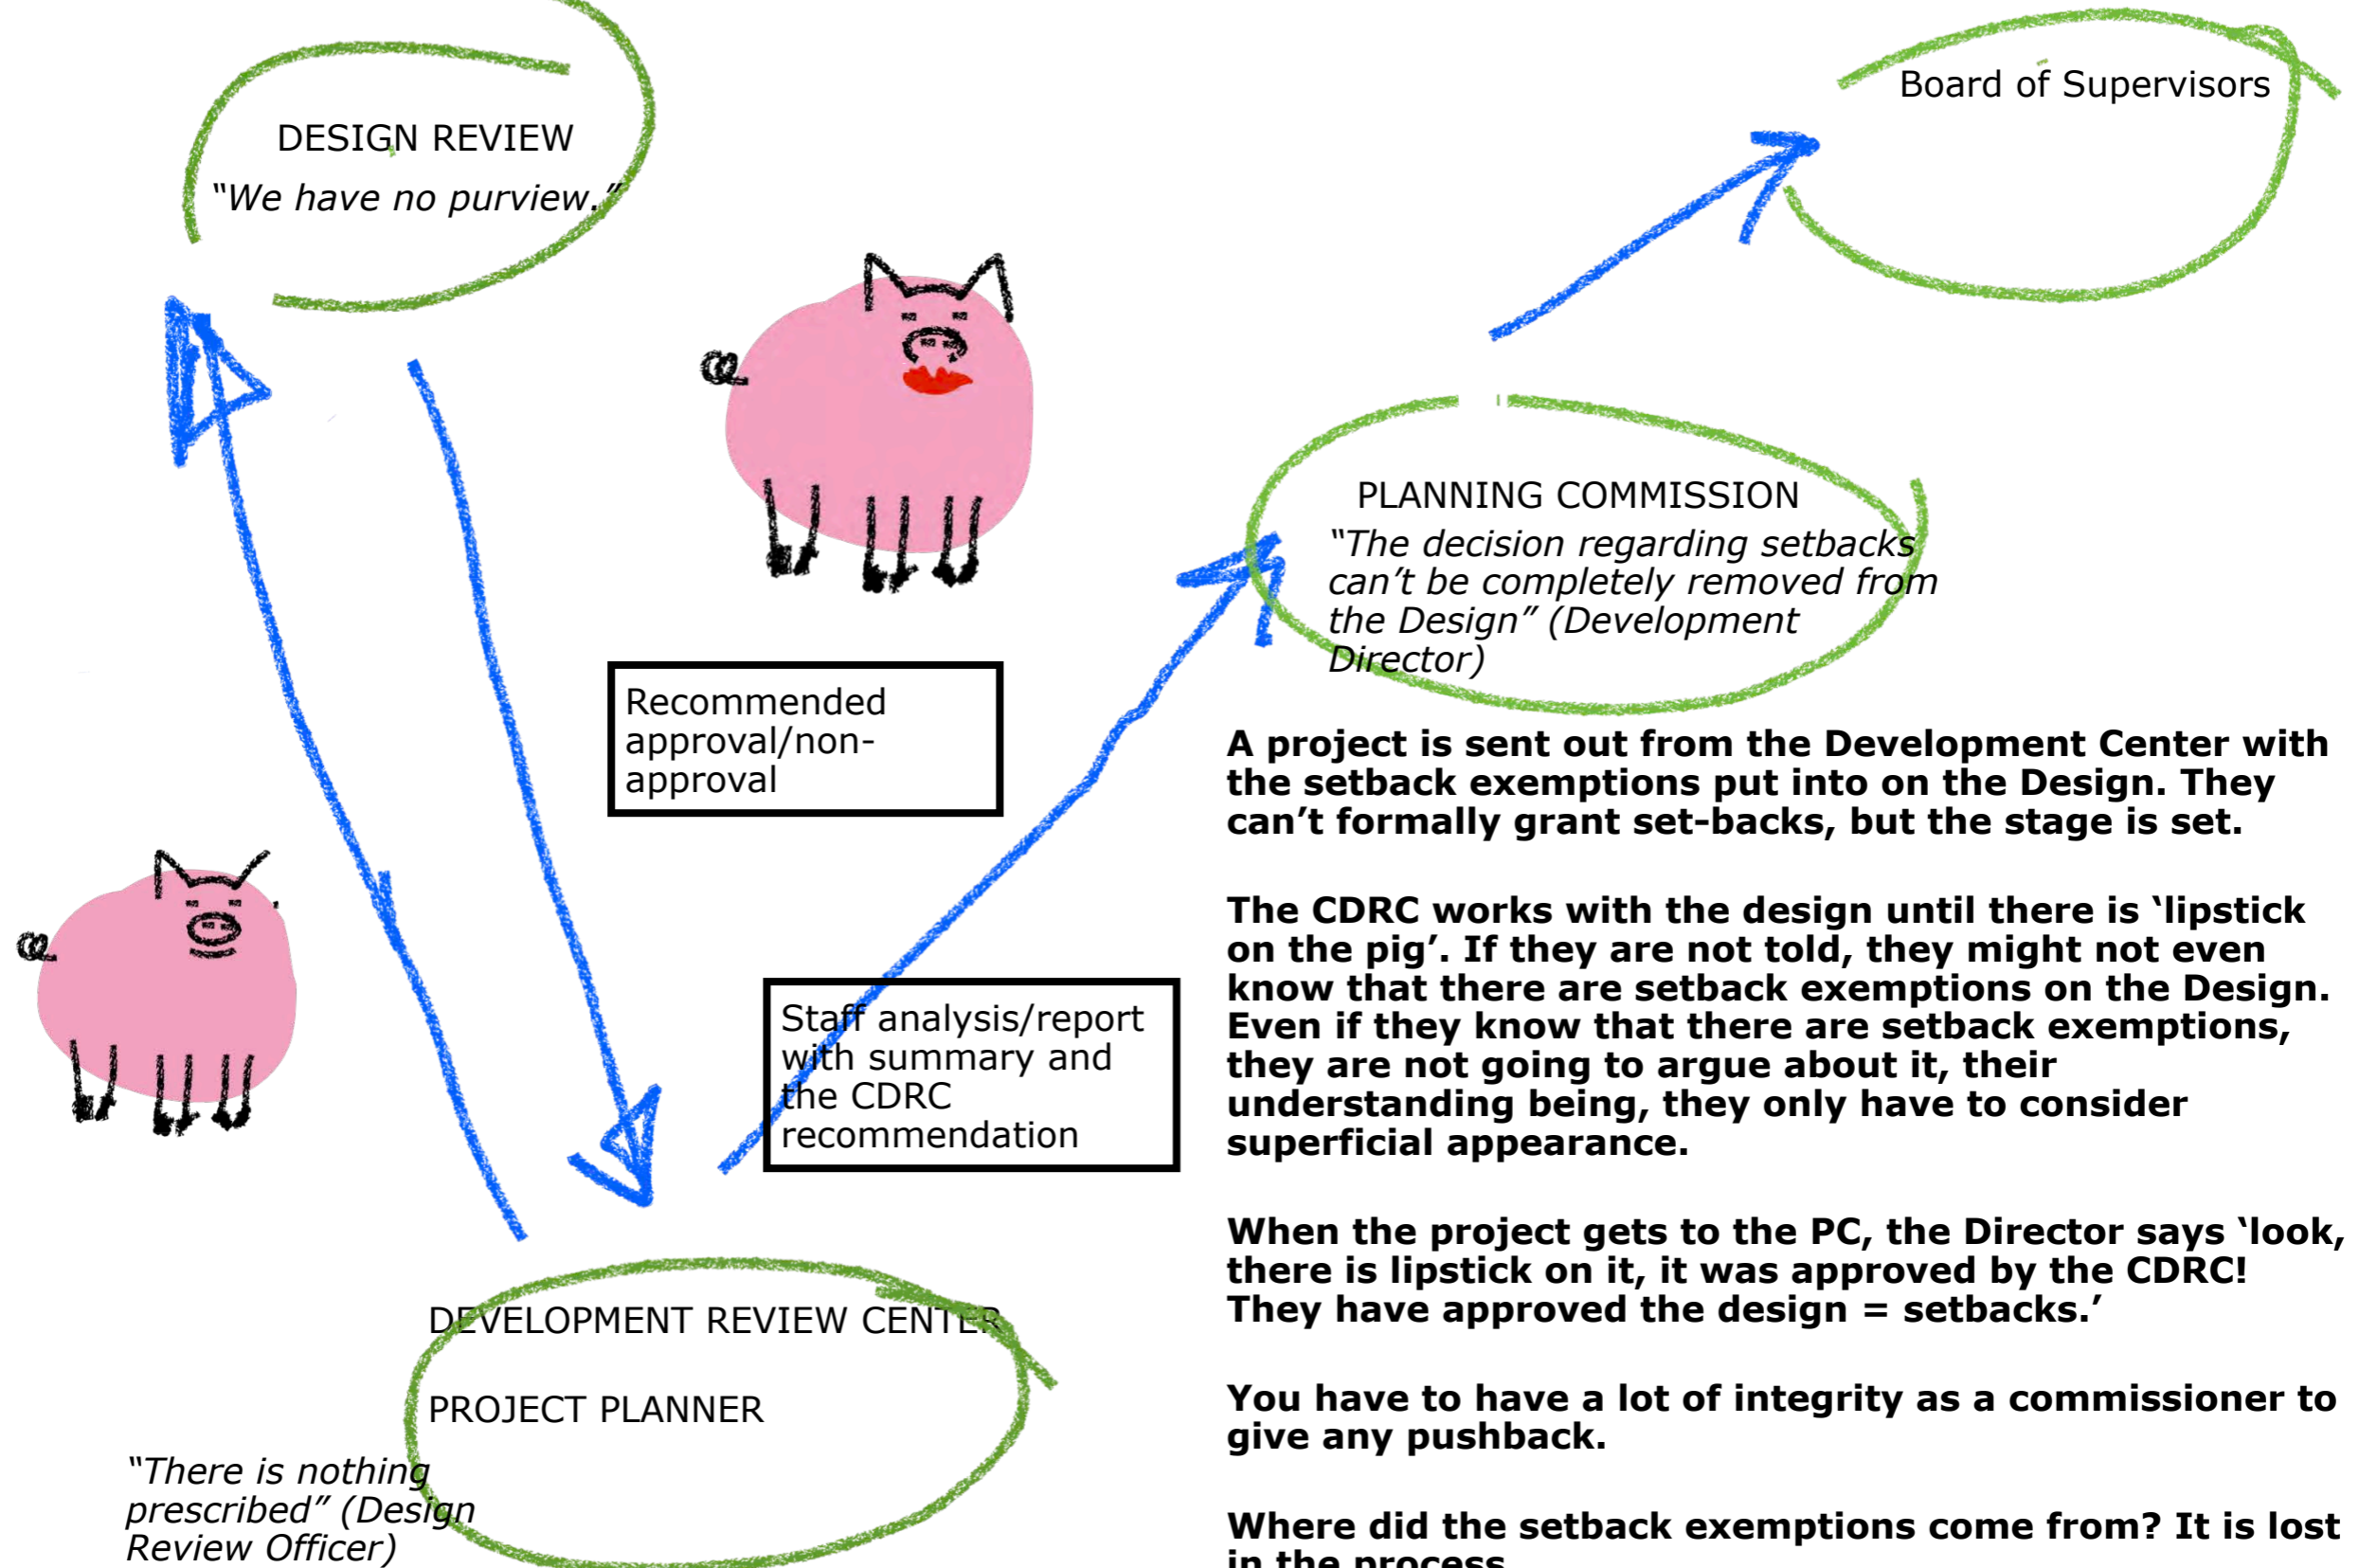 DESIGN REVIEW
“We have no purview.”
Board of Supervisors
PLANNING COMMISSION
“The decision regarding setbacks
can’t be completely removed from
the Design” (Development
Director)
Recommended
approval/non-
approval
Staff analysis/report
with summary and
the CDRC
recommendation
DEVELOPMENT REVIEW CENTER
PROJECT PLANNER
“There is nothing
prescribed” (Design
Review Officer)
A project is sent out from the Development Center with
the setback exemptions put into on the Design. They
can’t formally grant set-backs, but the stage is set.
The CDRC works with the design until there is ‘lipstick
on the pig’. If they are not told, they might not even
know that there are setback exemptions on the Design.
Even if they know that there are setback exemptions,
they are not going to argue about it, their
understanding being, they only have to consider
superficial appearance.
When the project gets to the PC, the Director says ‘look,
there is lipstick on it, it was approved by the CDRC!
They have approved the design = setbacks.’
You have to have a lot of integrity as a commissioner to
give any pushback.
Where did the setback exemptions come from? It is lost
in the process